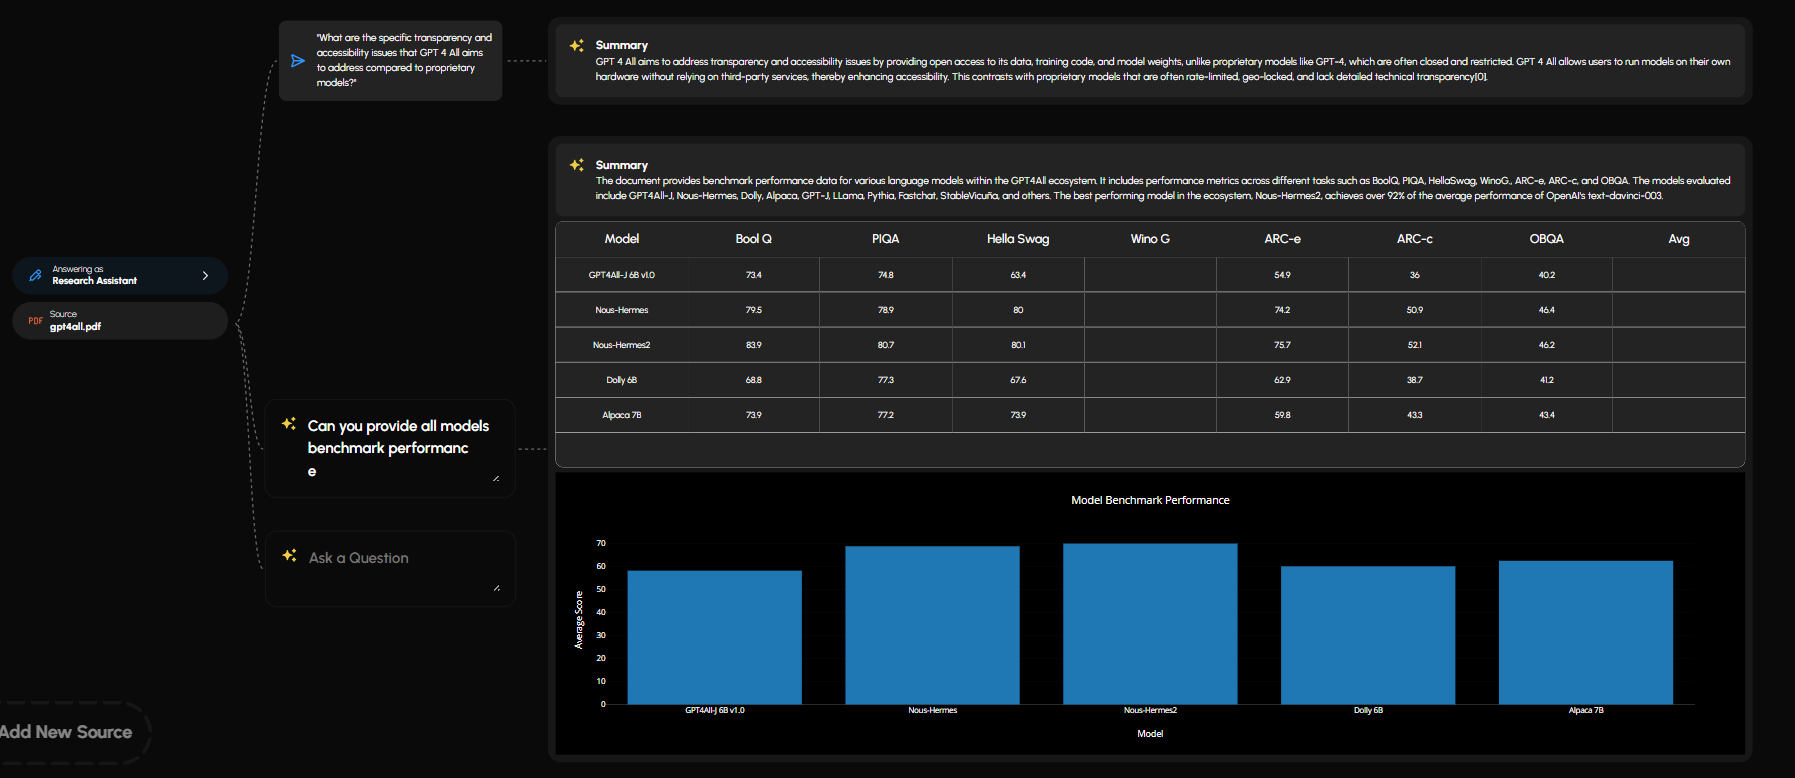 "What are the specific transparency and
accessibility issues that GPT 4 All aims
to address compared to proprietary
models?"
Summary
GPT 4 All aims to address transparency and accessibility issues by providing open access to its data, training code, and model weights, unlike proprietary models like GPT-4, which are often closed and restricted. GPT 4 All allows users to run models on their own
hardware without relying on third-party services, thereby enhancing accessibility. This contrasts with proprietary models that are often rate-limited, geo-locked, and lack detailed technical transparency[0].
Answering as
Research Assistant
PDF
Source
gpt4all.pdf
Add New Source
Can you provide all models
benchmark performanc
e
Ask a Question
Summary
The document provides benchmark performance data for various language models within the GPT4All ecosystem. It includes performance metrics across different tasks such as BoolQ, PIQA, HellaSwag, WinoG., ARC-e, ARC-c, and OBQA. The models evaluated
include GPT4All-J, Nous-Hermes, Dolly, Alpaca, GPT-J, LLama, Pythia, Fastchat, StableVicuña, and others. The best performing model in the ecosystem, Nous-Hermes2, achieves over 92% of the average performance of OpenAI's text-davinci-003.
Model Bool Q PIQA Hella Swag Wino G ARC-e ARC-c OBQA Avg
GPT4All-J 6B v1.0 73.4 74.8 63.4 54.9 36 40.2
Nous-Hermes 79.5 78.9 80 74.2 50.9 46.4
Nous-Hermes2 83.9 80.7 80.1 75.7 52.1 46.2
Dolly 6B 68.8 77.3 67.6 62.9 38.7 41.2
Alpaca 7B 73.9 77.2 73.9 59.8 43.3 43.4
Model Benchmark Performance
Average Score
70
60
50
40
30
20
10
0
GPT4All-J 6B v1.0 Nous-Hermes Nous-Hermes2 Dolly 6B Alpaca 7B
Model